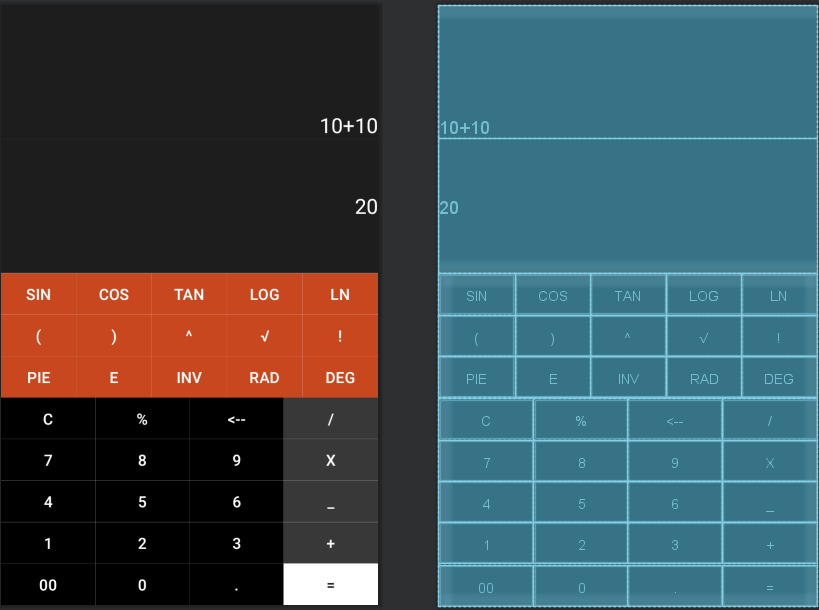 10+10
20
SIN COS TAN LOG LN
( ) ^ √ !
PIE E INV RAD DEG
C % <-- /
7 8 9 X
4 5 6 _
1 2 3 +
00 0 . =
10+10
20
SIN COS TAN LOG LN
( ) ^ √ !
PIE E INV RAD DEG
C % <-- /
7 8 9 X
4 5 6 _
1 2 3 +
00 0 . =